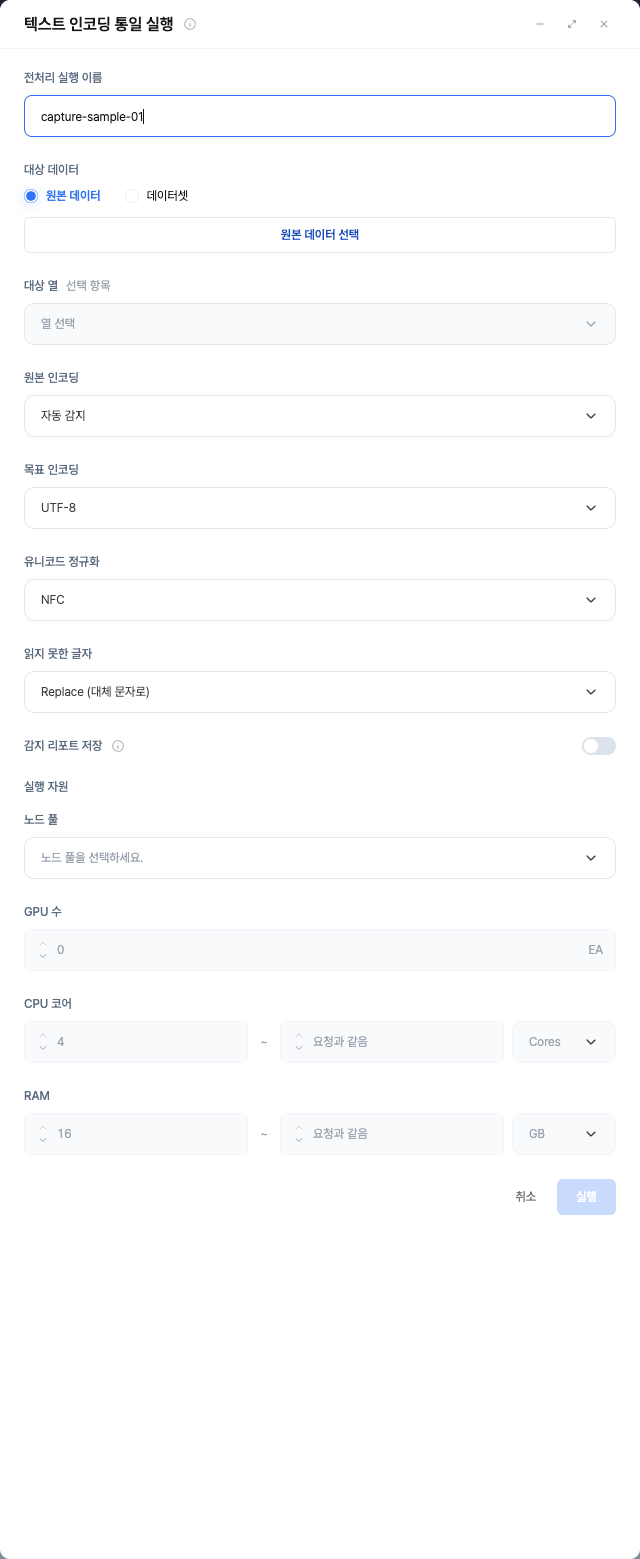 텍스트 인코딩 통일 실행
전처리 실행 이름
capture-sample-01
대상 데이터
원본 데이터 데이터셋
원본 데이터 선택
대상 열 선택 항목
열 선택
원본 인코딩
자동 감지
목표 인코딩
UTF-8
유니코드 정규화
NFC
읽지 못한 글자
Replace (대체 문자로)
감지 리포트 저장
실행 자원
노드 풀
노드 풀을 선택하세요.
GPU 수
0 EA
CPU 코어
4 ~ 요청과 같음 Cores
RAM
16 ~ 요청과 같음 GB
취소 실행